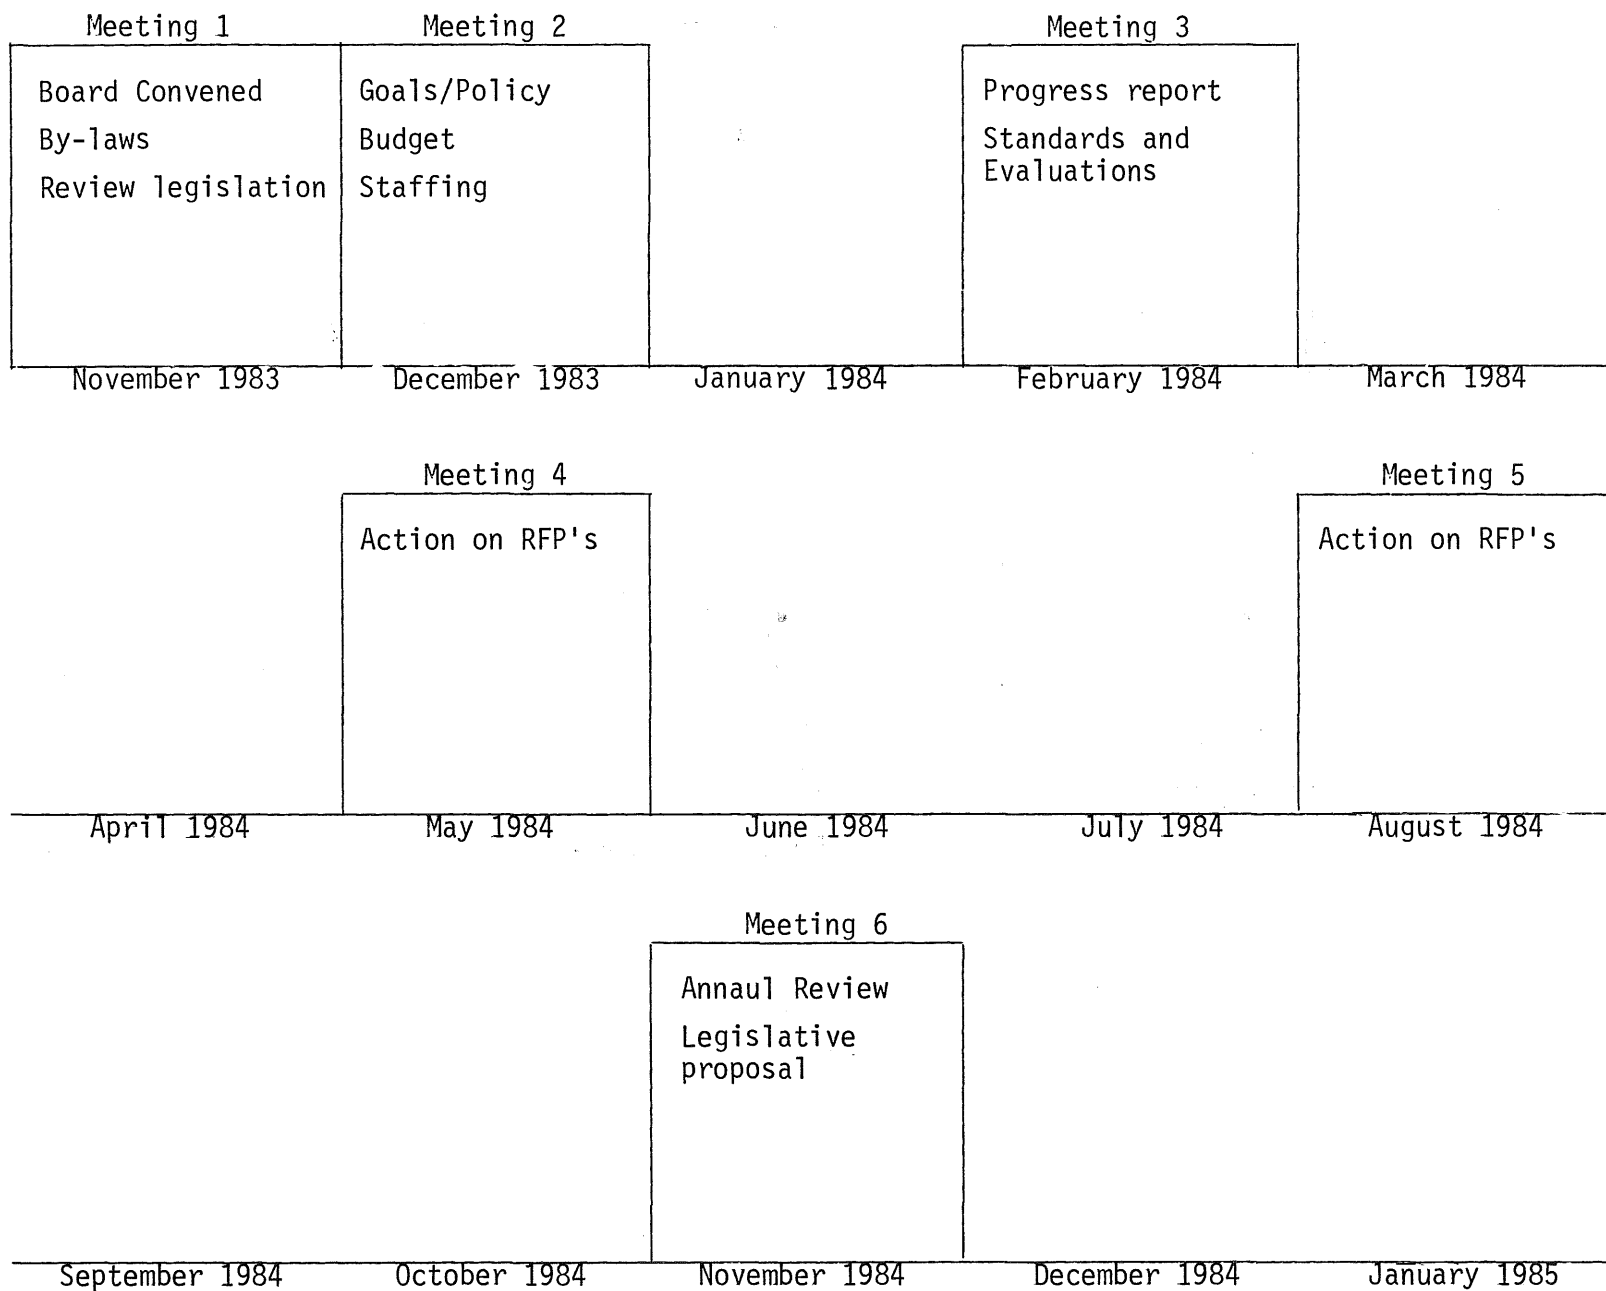 Meeting 1
Meeting 2
Meeting 3
Board Convened
By-laws
Review legislation
Goals/Policy
Budget
Staffing
Progress report
Standards and
Evaluations
November 1983
December 1983
January 1984
February 1984
March 1984
Meeting 4
Meeting 5
Action on RFP's
Action on RFP's
April 1984
May 1984
June 1984
July 1984
August 1984
Meeting 6
Annaul Review
Legislative
proposal
September 1984
October 1984
November 1984
December 1984
January 1985